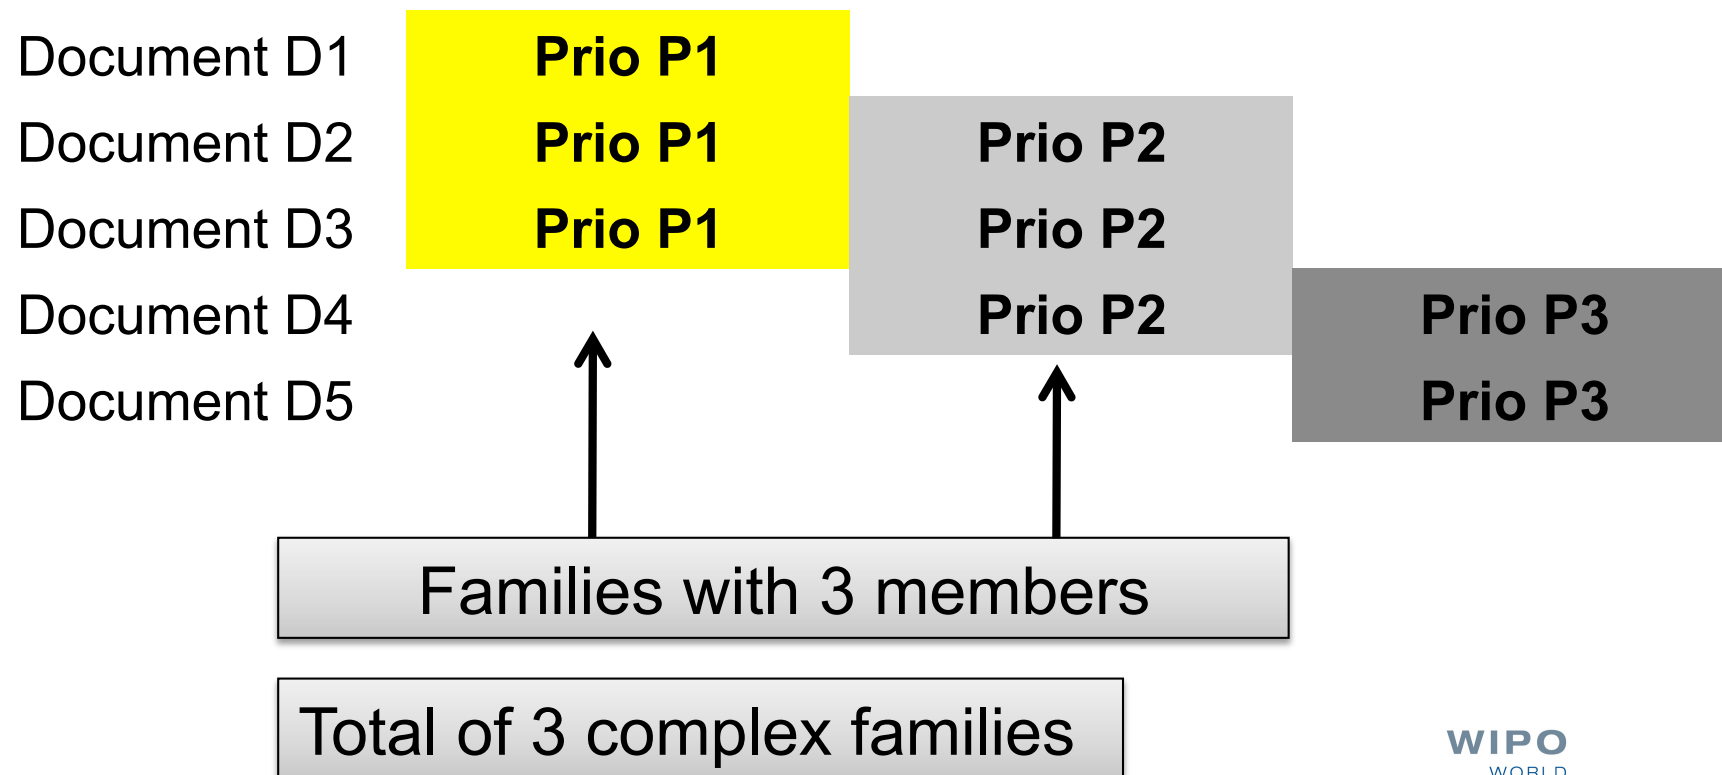 Document D1 Prio P1
Document D2 Prio P1 Prio P2
Document D3 Prio P1 Prio P2
Document D4 Prio P2 Prio P3
Document D5 Prio P3
Families with 3 members
Total of 3 complex families
WIPO
WORLD